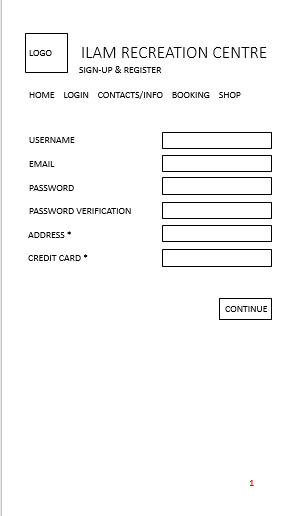 LOGO
ILAM RECREATION CENTRE
SIGN-UP & REGISTER
HOME LOGIN CONTACTS/INFO BOOKING SHOP
USERNAME
EMAIL
PASSWORD
PASSWORD VERIFICATION
ADDRESS *
CREDIT CARD *
CONTINUE
1